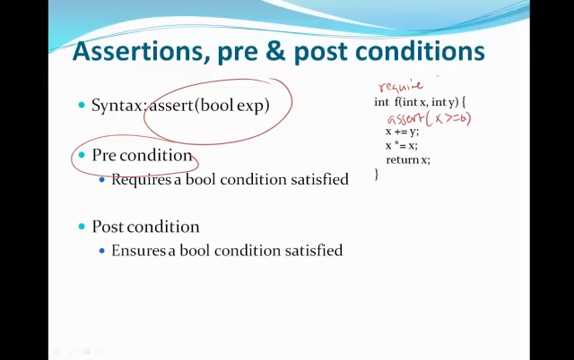 Assertions, pre & post conditions
• Syntax: assert(bool exp)
• Pre condition
• Requires a bool condition satisfied
• Post condition
• Ensures a bool condition satisfied
require
int f(int x, int y) {
assert( x >= 0)
x += y;
x *= x;
return x;
}